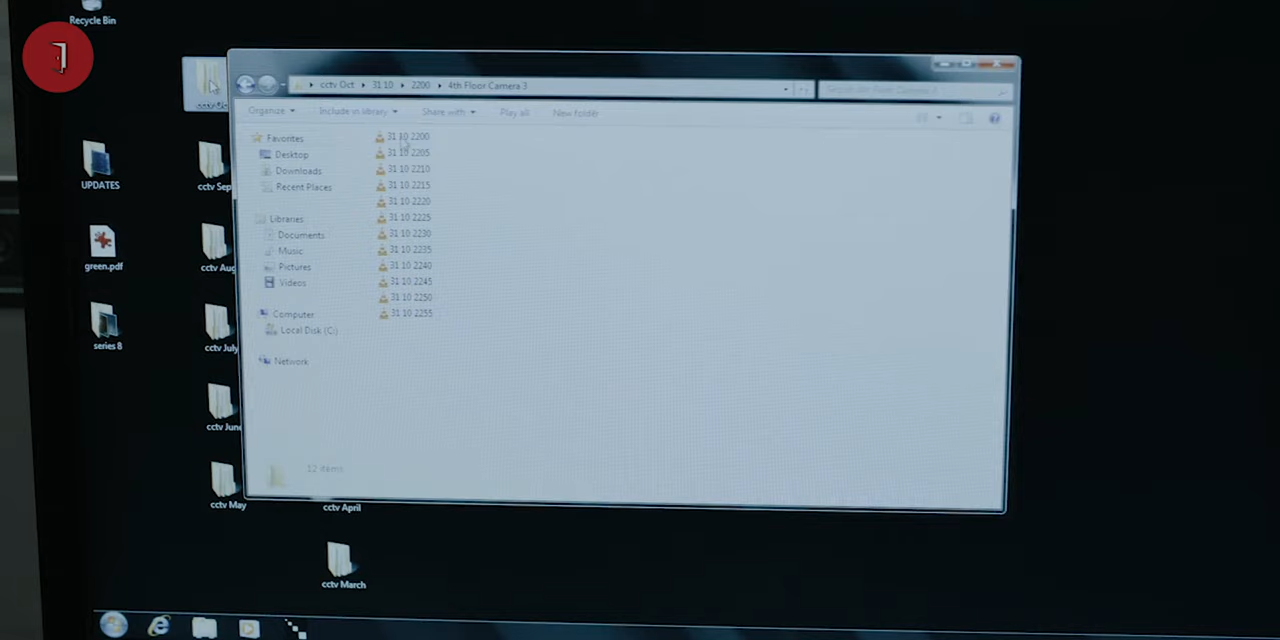 Recycle Bin
cctv Oct 31 10 2200 4th Floor Camera 3
Organize Include in library Share with Play all New folder
Favorites
Desktop
Downloads
Recent Places
Libraries
Documents
Music
Pictures
Videos
Computer
Local Disk (C:)
Network
31 10 2200
31 10 2205
31 10 2210
31 10 2215
31 10 2220
31 10 2225
31 10 2230
31 10 2235
31 10 2240
31 10 2245
31 10 2250
31 10 2255
12 items
UPDATES
green.pdf
series 8
cctv Sep
cctv Aug
cctv July
cctv June
cctv May
cctv April
cctv March